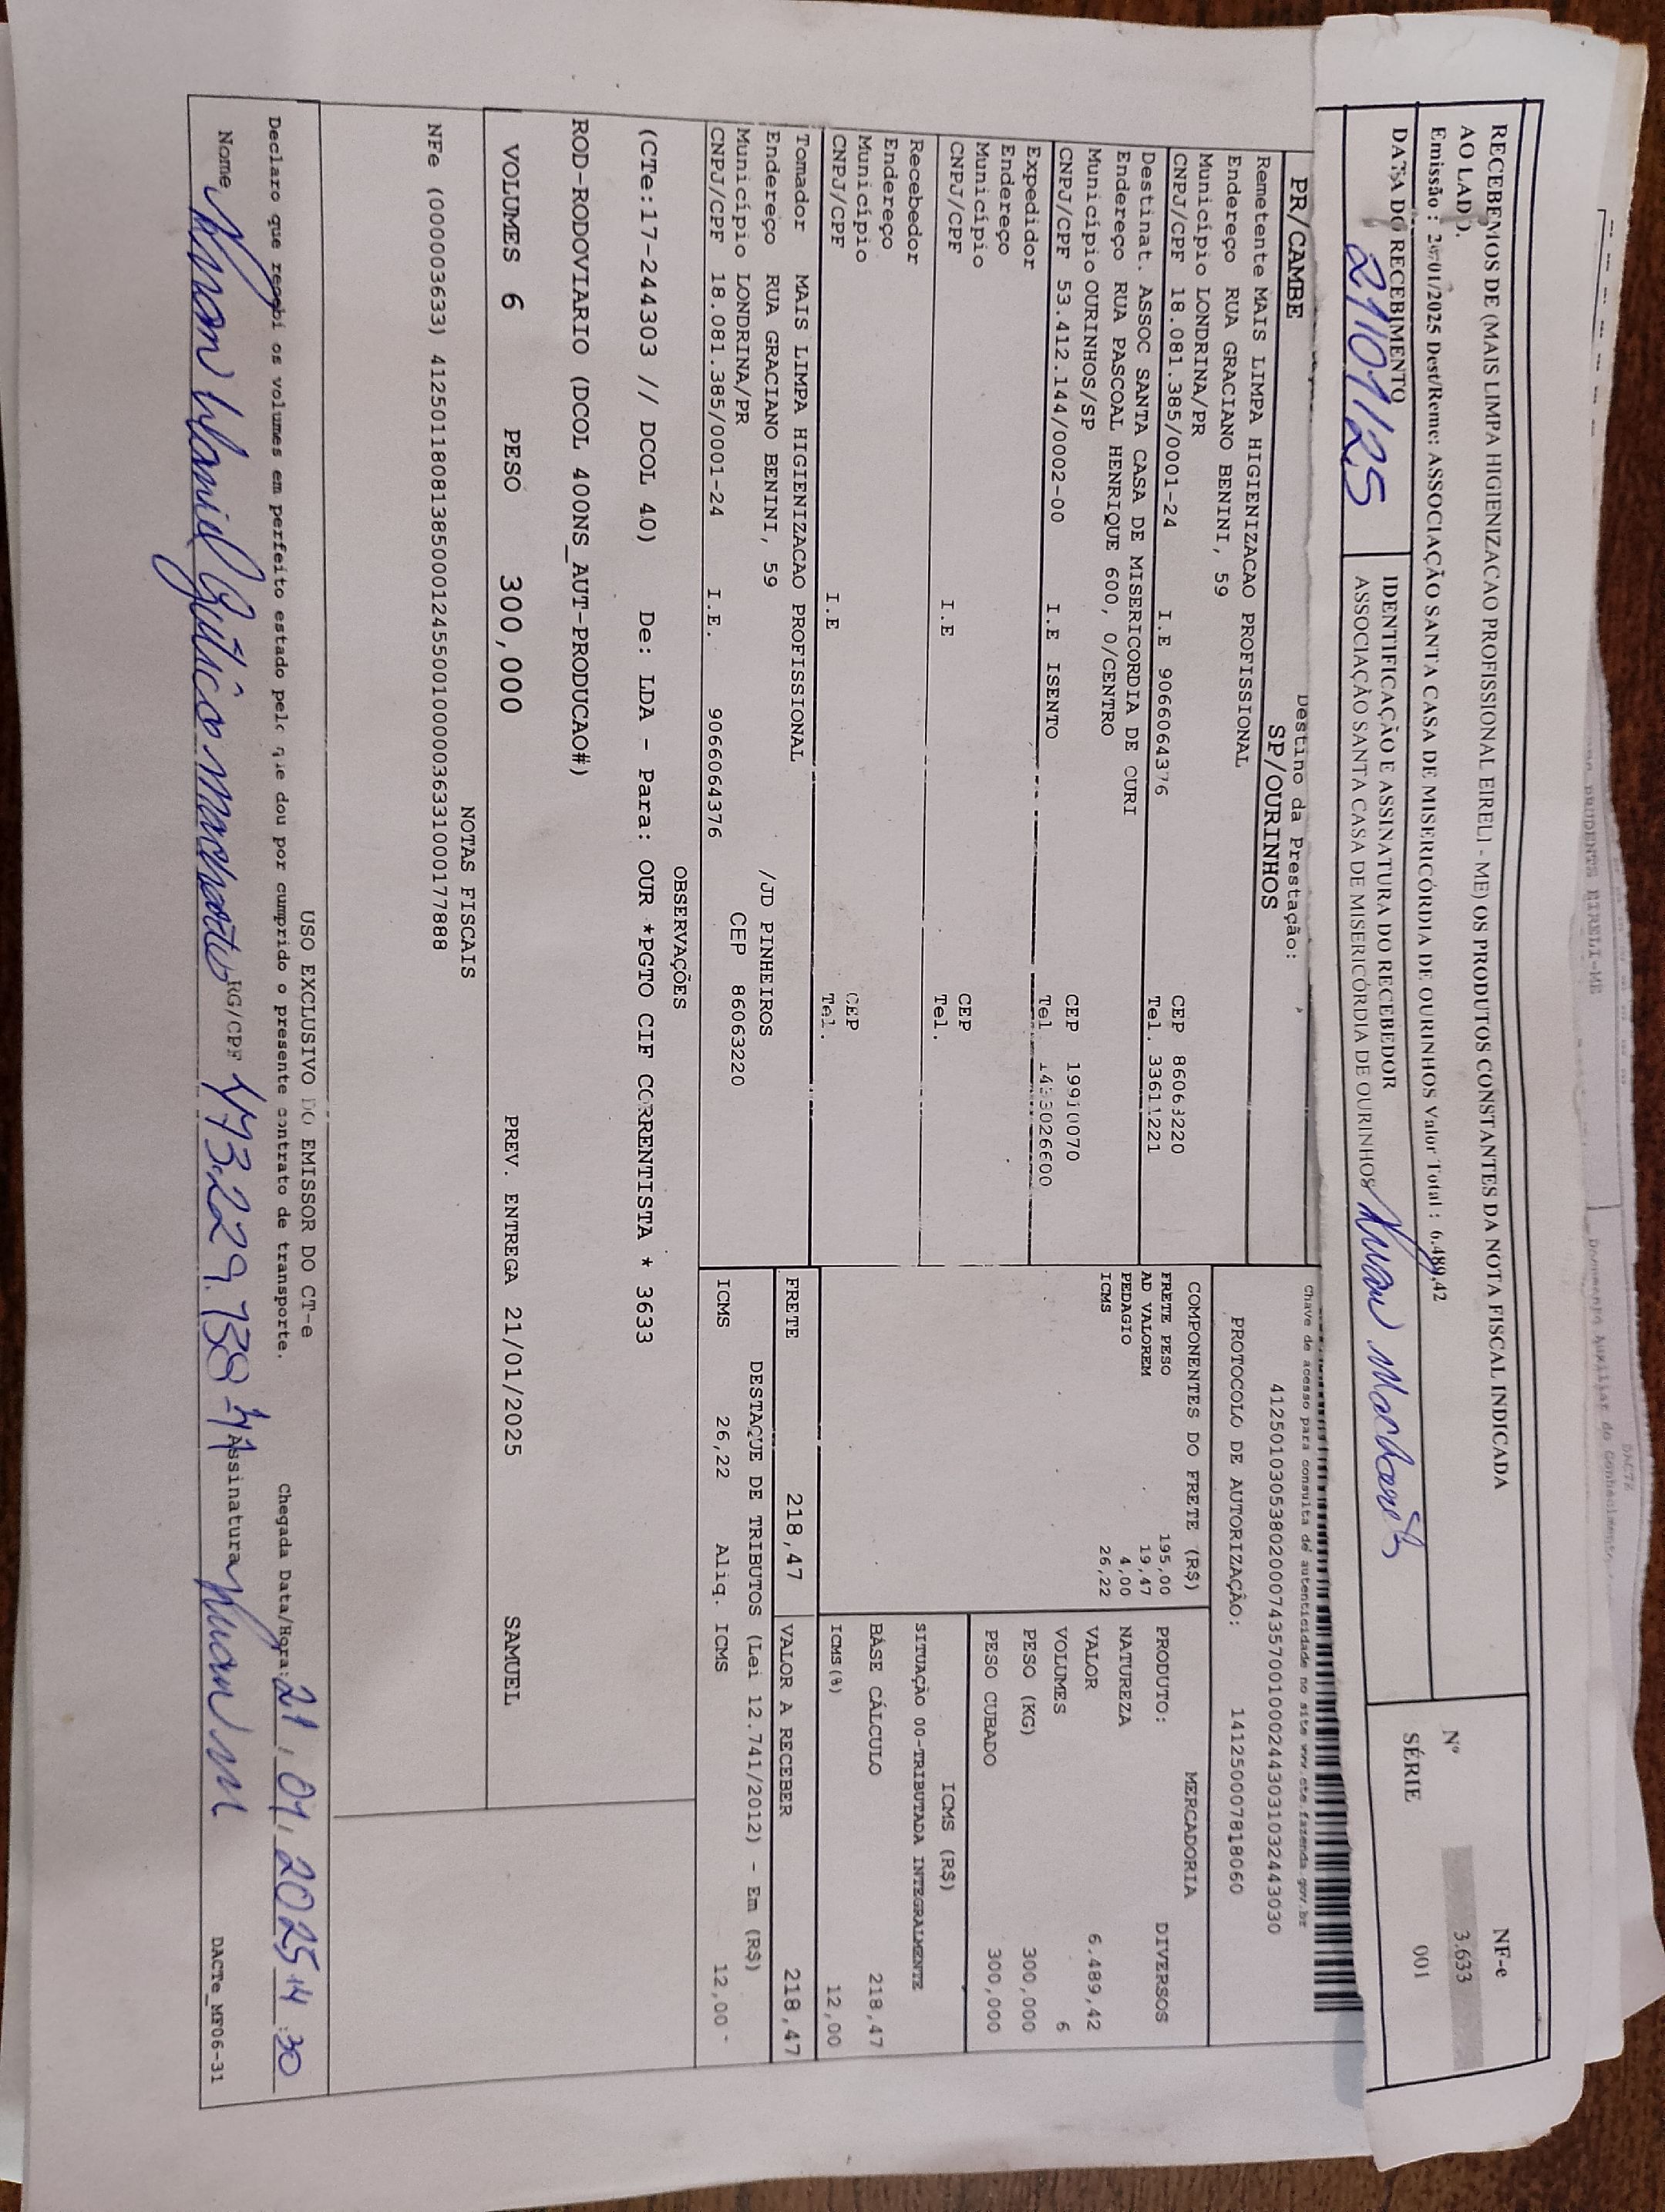 RECEBEMOS DE (MAIS LIMPA HIGIENIZACAO PROFISSIONAL EIRELI - ME) OS PRODUTOS CONSTANTES DA NOTA FISCAL INDICADA
AO LADO.
Emissão : /01/2025 Dest/Reme: ASSOCIAÇÃO SANTA CASA DE MISERICÓRDIA DE OURINHOS Valor Total : 6.489,42
NF-e
Nº 3.633
SÉRIE 001
DATA DO RECEBIMENTO
21/01/25
IDENTIFICAÇÃO E ASSINATURA DO RECEBEDOR
ASSOCIAÇÃO SANTA CASA DE MISERICÓRDIA DE OURINHOS
Chave de acesso para consulta de autenticidade no site www.cte.fazenda.gov.br
41250103053802000743570010000244303103244303​0
PROTOCOLO DE AUTORIZAÇÃO: 141250007818060
Destino da Prestação:
PR/CAMBE SP/OURINHOS
Remetente MAIS LIMPA HIGIENIZACAO PROFISSIONAL
Endereço RUA GRACIANO BENINI, 59
Município LONDRINA/PR CEP 86063220
CNPJ/CPF 18.081.385/0001-24 I.E 9066064376 Tel. 33611221
Destinat. ASSOC SANTA CASA DE MISERICORDIA DE CURI
Endereço RUA PASCOAL HENRIQUE 600, 0/CENTRO
Município OURINHOS/SP CEP 19910070
CNPJ/CPF 53.412.144/0002-00 I.E ISENTO Tel
Expedidor
Endereço
Município CEP
CNPJ/CPF I.E Tel.
Recebedor
Endereço
Município CEP
CNPJ/CPF I.E Tel.
Tomador MAIS LIMPA HIGIENIZACAO PROFISSIONAL
Endereço RUA GRACIANO BENINI, 59 /JD PINHEIROS
Município LONDRINA/PR CEP 86063220
CNPJ/CPF 18.081.385/0001-24 I.E. 9066064376
COMPONENTES DO FRETE (R$)
FRETE PESO 195,00
AD VALOREM 19,47
PEDAGIO 4,00
ICMS 26,22
MERCADORIA
PRODUTO: DIVERSOS
NATUREZA
VALOR 6.489,42
VOLUMES 6
PESO (KG) 300,000
PESO CUBADO 300,000
ICMS (R$)
SITUAÇÃO 00-TRIBUTADA INTEGRALMENTE
BASE CÁLCULO 218,47
ICMS(%) 12,00
FRETE 218,47 VALOR A RECEBER 218,47
DESTAQUE DE TRIBUTOS (Lei 12.741/2012) - Em (R$)
ICMS 26,22 Aliq. ICMS 12,00
OBSERVAÇÕES
(CTe:17-244303 // DCOL 40) De: LDA - Para: OUR *PGTO CIF CORRENTISTA * 3633
ROD-RODOVIARIO (DCOL 400NS_AUT-PRODUCAO#)
VOLUMES 6 PESO 300,000 PREV. ENTREGA 21/01/2025 SAMUEL
NOTAS FISCAIS
NFe (000003633) 41250118081385000124550010000036331000177888
USO EXCLUSIVO DO EMISSOR DO CT-e
Declaro que recebi os volumes em perfeito estado pelo que dou por cumprido o presente contrato de transporte. Chegada Data/Hora: 21/01/2025 14:30
Nome RG/CPF Assinatura
DACTe_MF06-31